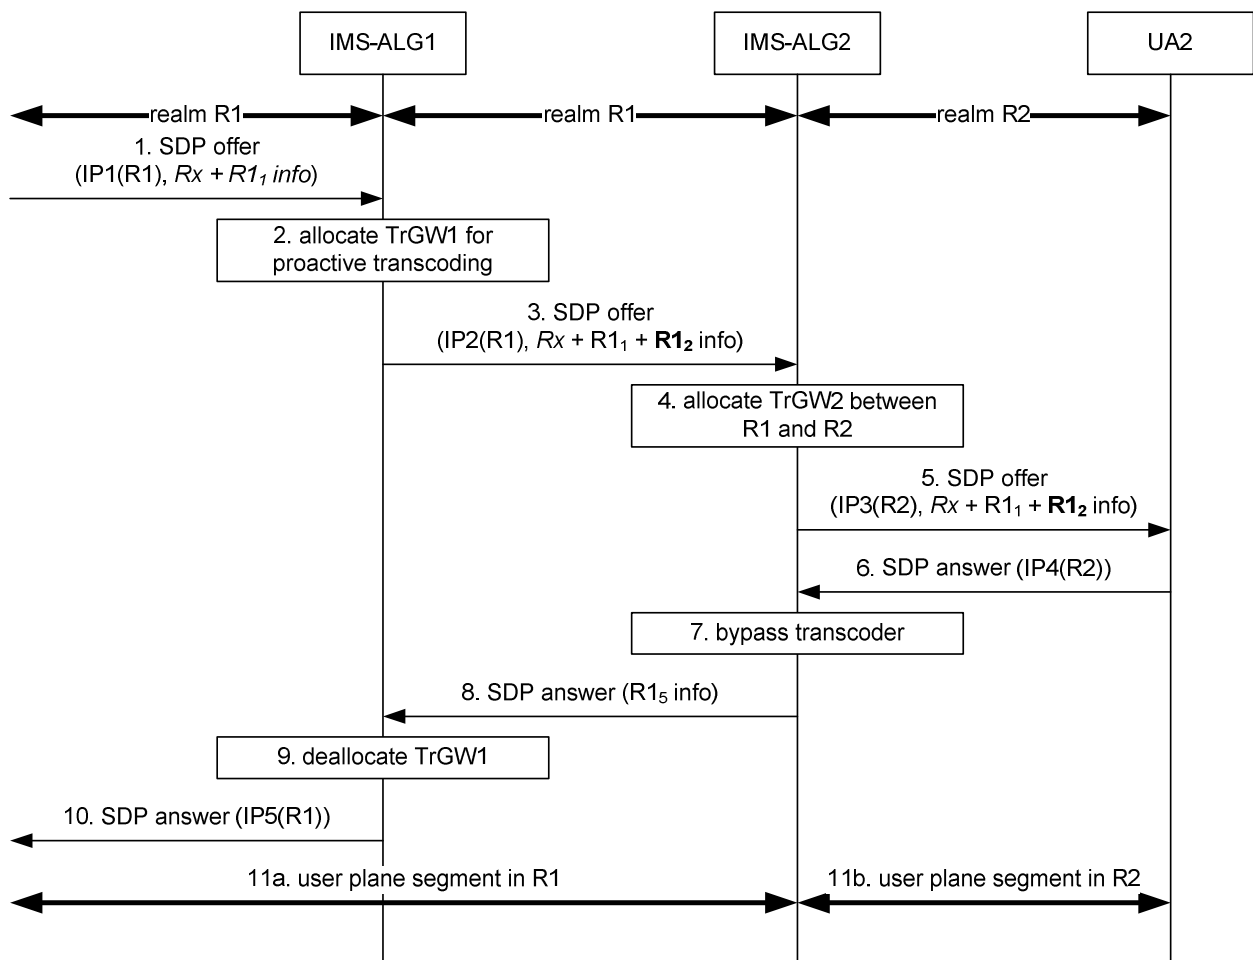 IMS-ALG1
IMS-ALG2
UA2
realm R1
realm R1
realm R2
1. SDP offer
(IP1(R1), Rx + R1₁ info)
2. allocate TrGW1 for
proactive transcoding
3. SDP offer
(IP2(R1), Rx + R1₁ + R1₂ info)
4. allocate TrGW2 between
R1 and R2
5. SDP offer
(IP3(R2), Rx + R1₁ + R1₂ info)
6. SDP answer (IP4(R2))
7. bypass transcoder
8. SDP answer (R1₅ info)
9. deallocate TrGW1
10. SDP answer (IP5(R1))
11a. user plane segment in R1
11b. user plane segment in R2